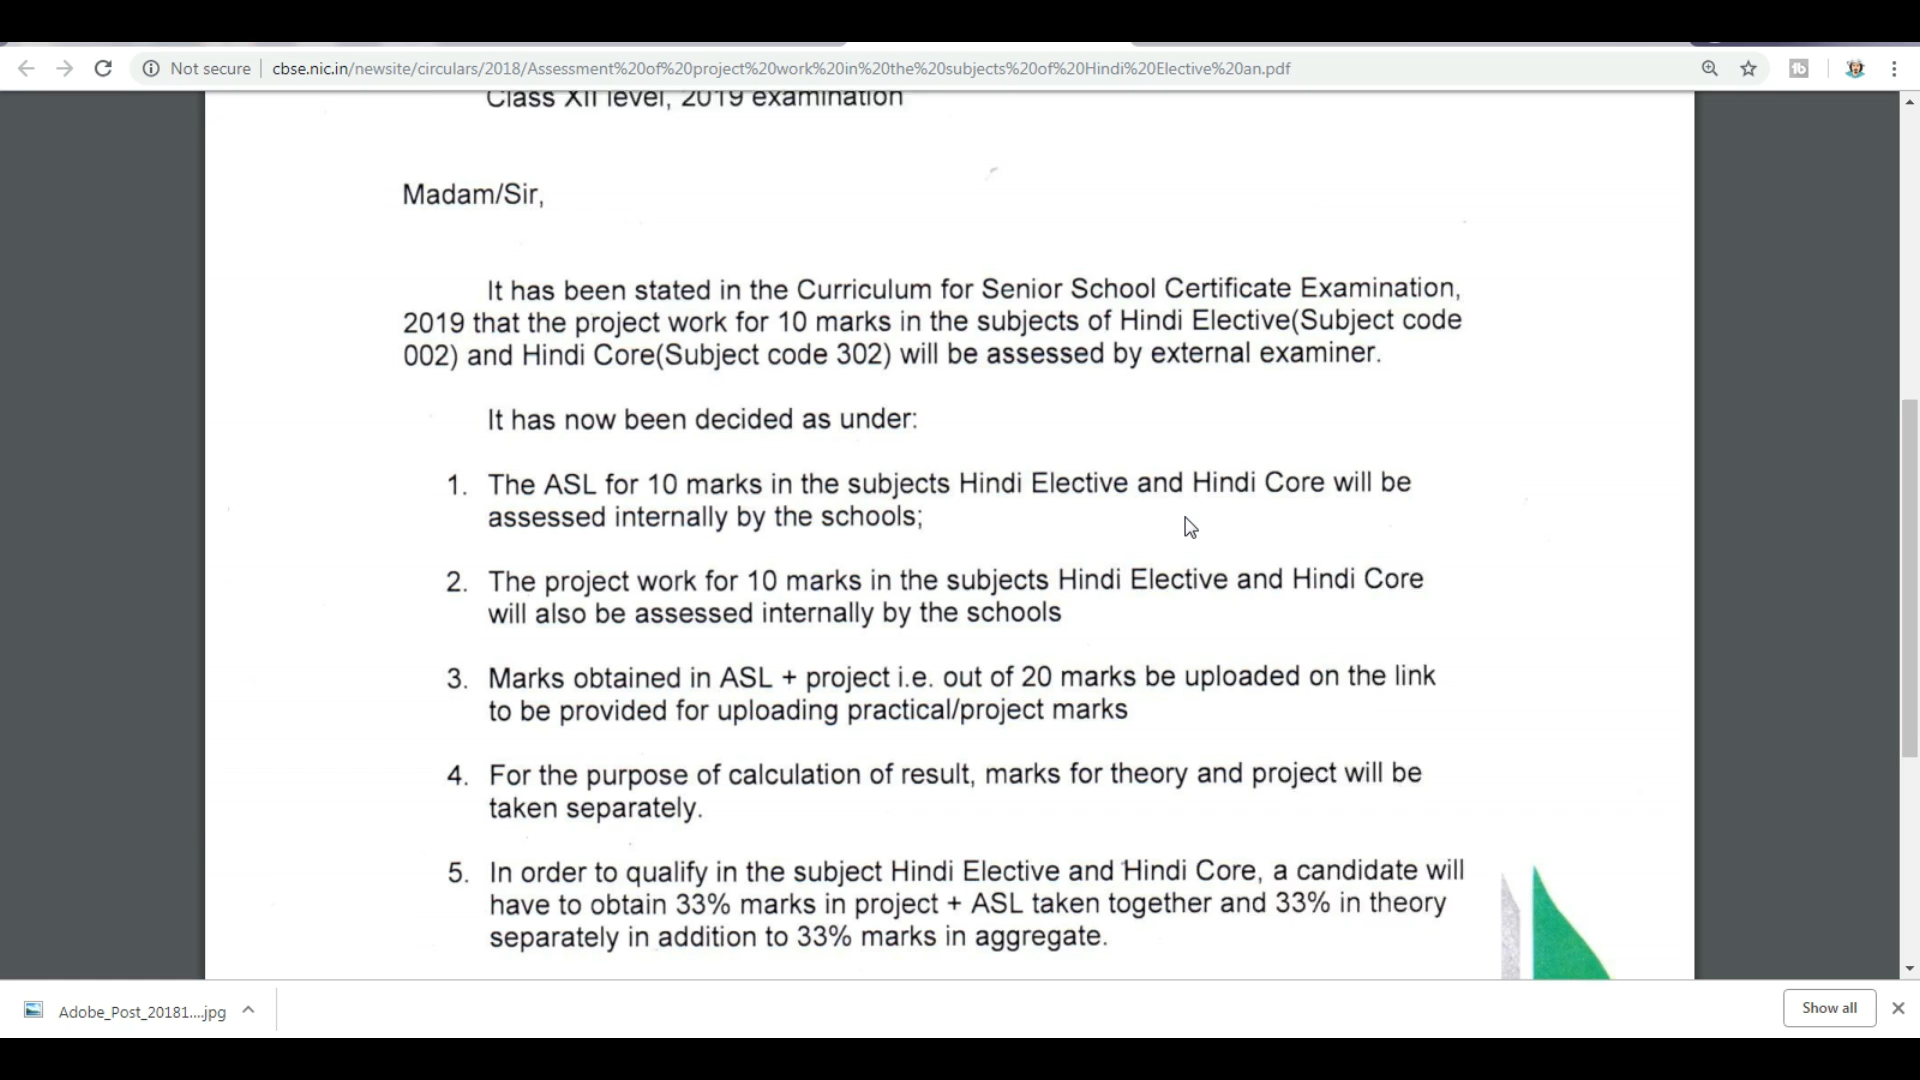 Not secure
cbse.nic.in/newsite/circulars/2018/Assessment%20of%20project%20work%20in%20the%20subjects%20of%20Hindi%20Elective%20an.pdf
Class XII level, 2019 examination
Madam/Sir,
It has been stated in the Curriculum for Senior School Certificate Examination,
2019 that the project work for 10 marks in the subjects of Hindi Elective(Subject code
002) and Hindi Core(Subject code 302) will be assessed by external examiner.
It has now been decided as under:
1. The ASL for 10 marks in the subjects Hindi Elective and Hindi Core will be
assessed internally by the schools;
2. The project work for 10 marks in the subjects Hindi Elective and Hindi Core
will also be assessed internally by the schools
3. Marks obtained in ASL + project i.e. out of 20 marks be uploaded on the link
to be provided for uploading practical/project marks
4. For the purpose of calculation of result, marks for theory and project will be
taken separately.
5. In order to qualify in the subject Hindi Elective and Hindi Core, a candidate will
have to obtain 33% marks in project + ASL taken together and 33% in theory
separately in addition to 33% marks in aggregate.
Adobe_Post_20181....jpg
Show all